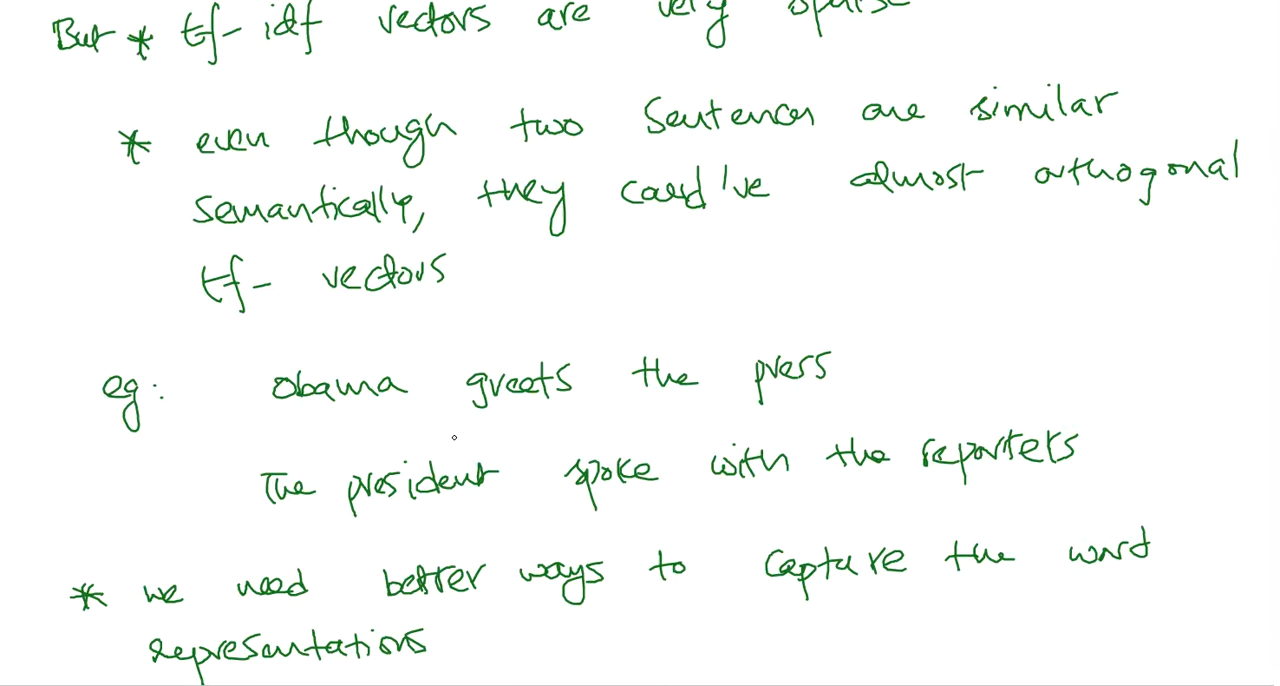 But * tf-idf vectors are very sparse
* even though two sentences are similar
semantically, they could've almost orthogonal
tf- vectors
eg: Obama greets the press
The president spoke with the reporters
* we need better ways to capture the word
representations